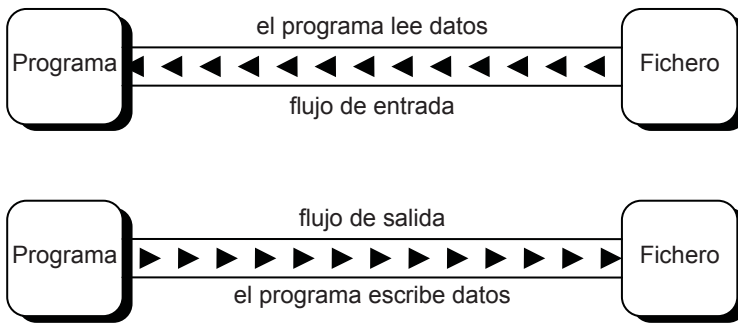 el programa lee datos
Programa
Fichero
flujo de entrada
flujo de salida
Programa
Fichero
el programa escribe datos